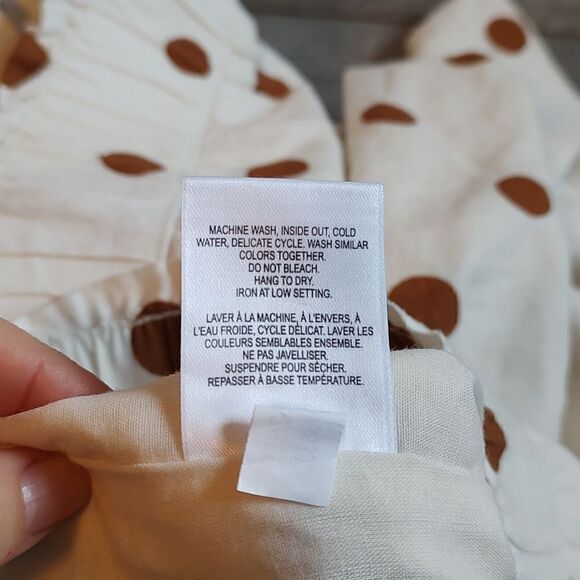 MACHINE WASH, INSIDE OUT, COLD
WATER, DELICATE CYCLE. WASH SIMILAR
COLORS TOGETHER.
DO NOT BLEACH.
HANG TO DRY.
IRON AT LOW SETTING.
LAVER À LA MACHINE, À L'ENVERS, À
L'EAU FROIDE, CYCLE DÉLICAT. LAVER LES
COULEURS SEMBLABLES ENSEMBLE.
NE PAS JAVELLISER.
SUSPENDRE POUR SÉCHER.
REPASSER À BASSE TEMPÉRATURE.